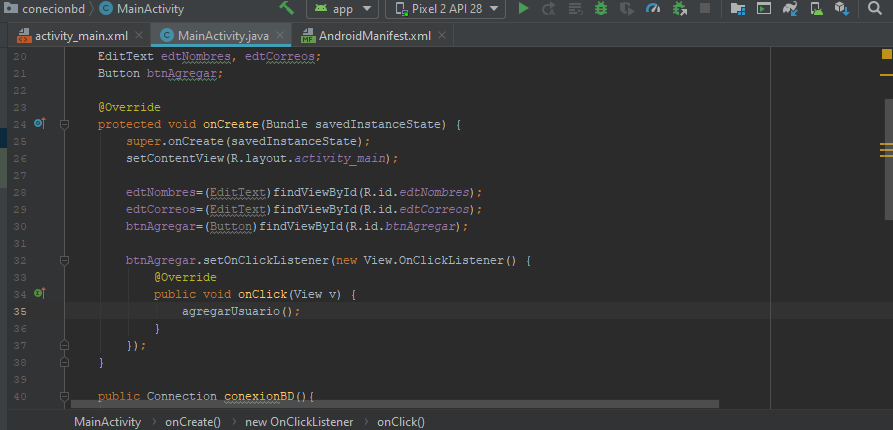 conecionbd MainActivity app Pixel 2 API 28
activity_main.xml MainActivity.java AndroidManifest.xml
20 EditText edtNombres, edtCorreos;
21 Button btnAgregar;
22
23 @Override
24 protected void onCreate(Bundle savedInstanceState) {
25 super.onCreate(savedInstanceState);
26 setContentView(R.layout.activity_main);
27
28 edtNombres=(EditText)findViewById(R.id.edtNombres);
29 edtCorreos=(EditText)findViewById(R.id.edtCorreos);
30 btnAgregar=(Button)findViewById(R.id.btnAgregar);
31
32 btnAgregar.setOnClickListener(new View.OnClickListener() {
33 @Override
34 public void onClick(View v) {
35 agregarUsuario();
36 }
37 });
38 }
39
40 public Connection conexionBD(){
MainActivity onCreate() new OnClickListener onClick()